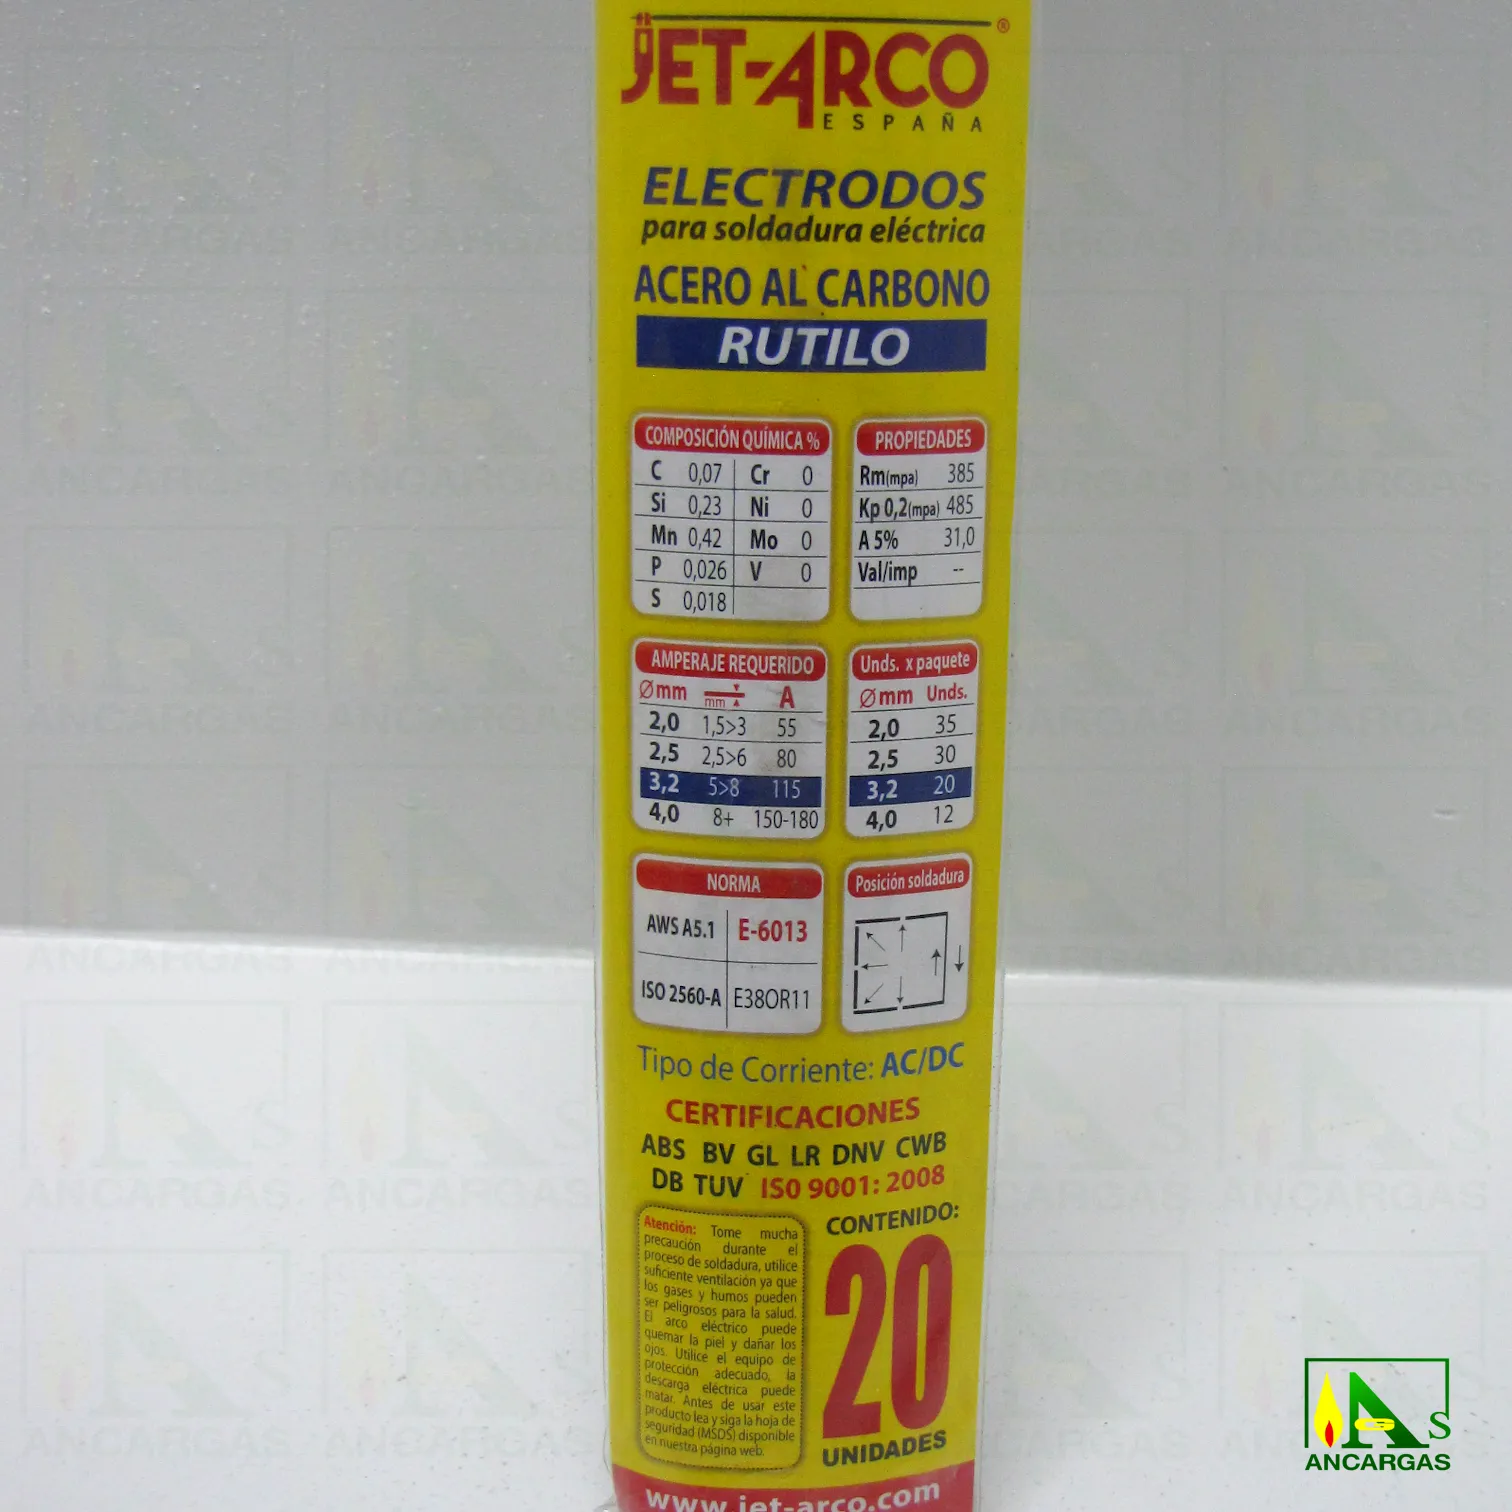 JET-ARCO®
ESPAÑA
ELECTRODOS
para soldadura eléctrica
ACERO AL CARBONO
RUTILO
COMPOSICIÓN QUÍMICA %
C 0,07 Cr 0
Si 0,23 Ni 0
Mn 0,42 Mo 0
P 0,026 V 0
S 0,018
PROPIEDADES
Rm(mpa) 385
Kp 0,2(mpa) 485
A 5% 31,0
Val/imp --
AMPERAJE REQUERIDO
Ømm mm A
2,0 1,5>3 55
2,5 2,5>6 80
3,2 5>8 115
4,0 8+ 150-180
Unds. x paquete
Ømm Unds.
2,0 35
2,5 30
3,2 20
4,0 12
NORMA
AWS A5.1 E-6013
ISO 2560-A E38OR11
Posición soldadura
Tipo de Corriente: AC/DC
CERTIFICACIONES
ABS BV GL LR DNV CWB
DB TUV ISO 9001: 2008
Atención: Tome mucha
precaución durante el
proceso de soldadura, utilice
suficiente ventilación ya que
los gases y humos pueden
ser peligrosos para la salud.
El arco eléctrico puede
quemar la piel y dañar los
ojos. Utilice el equipo de
protección adecuado, la
descarga eléctrica puede
matar. Antes de usar este
producto lea y siga la hoja de
seguridad (MSDS) disponible
en nuestra página web.
CONTENIDO:
20
UNIDADES
www.jet-arco.com
AS
ANCARGAS